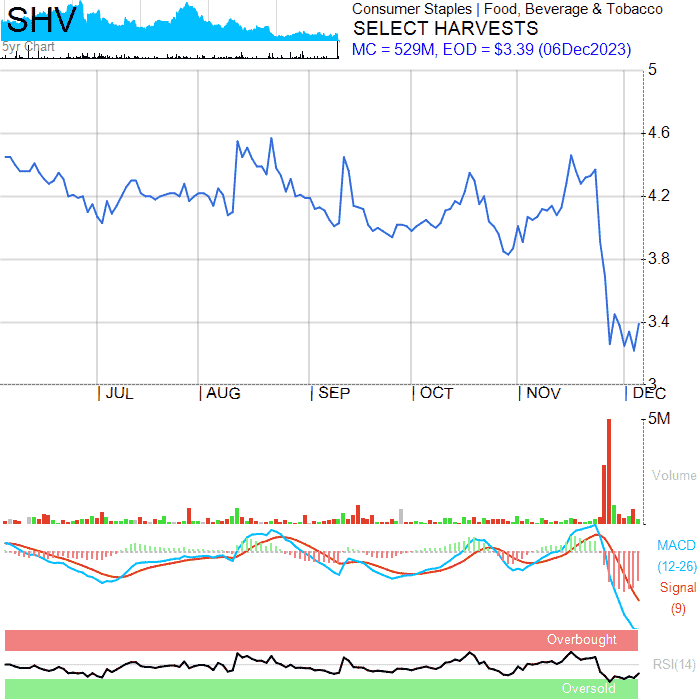 SHV
5yr Chart
Consumer Staples | Food, Beverage & Tobacco
SELECT HARVESTS
MC = 529M, EOD = $3.39 (06Dec2023)
5
4.6
4.2
3.8
3.4
3
JUL
AUG
SEP
OCT
NOV
DEC
5M
Volume
MACD
(12-26)
Signal
(9)
Overbought
RSI(14)
Oversold